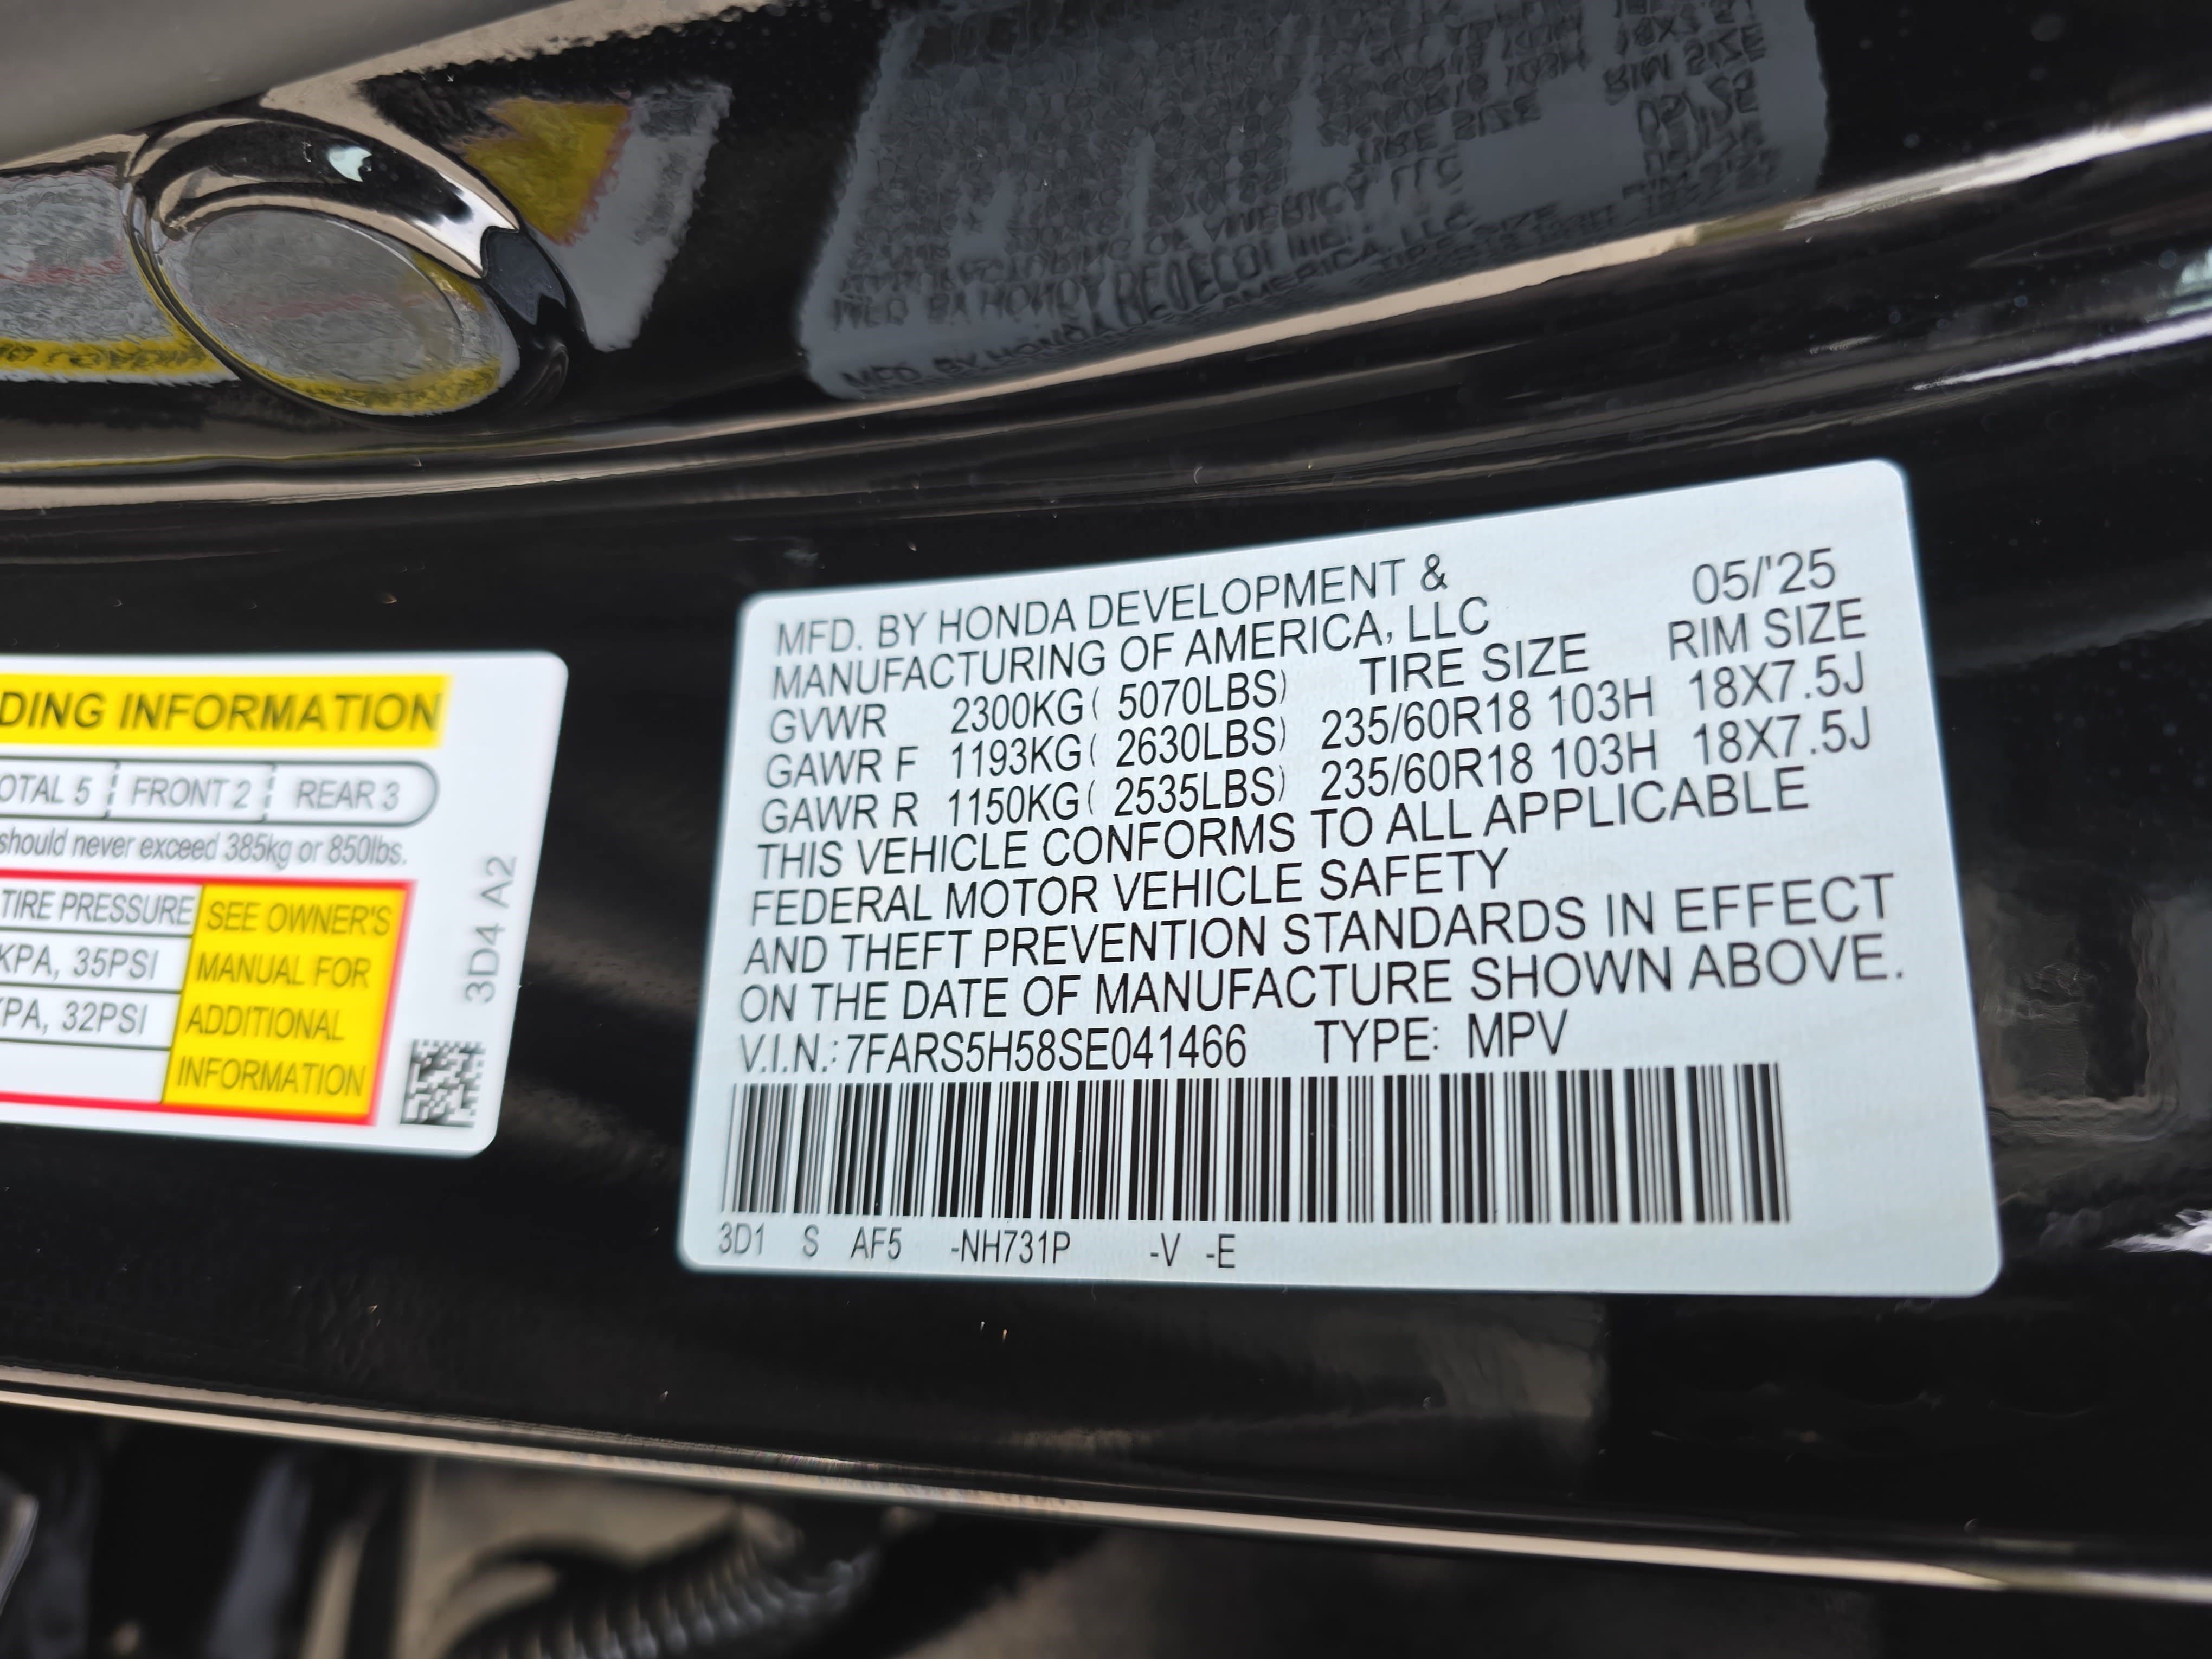 DING INFORMATION
OTAL 5 FRONT 2 REAR 3
should never exceed 385kg or 850lbs.
TIRE PRESSURE
KPA, 35PSI
KPA, 32PSI
SEE OWNER'S
MANUAL FOR
ADDITIONAL
INFORMATION
3D4 A2
MFD. BY HONDA DEVELOPMENT & 05/'25
MANUFACTURING OF AMERICA, LLC TIRE SIZE RIM SIZE
GVWR 2300KG( 5070LBS)
GAWR F 1193KG( 2630LBS) 235/60R18 103H 18X7.5J
GAWR R 1150KG( 2535LBS) 235/60R18 103H 18X7.5J
THIS VEHICLE CONFORMS TO ALL APPLICABLE
FEDERAL MOTOR VEHICLE SAFETY
AND THEFT PREVENTION STANDARDS IN EFFECT
ON THE DATE OF MANUFACTURE SHOWN ABOVE.
V.I.N.: 7FARS5H58SE041466 TYPE: MPV
3D1 S AF5 -NH731P -V -E